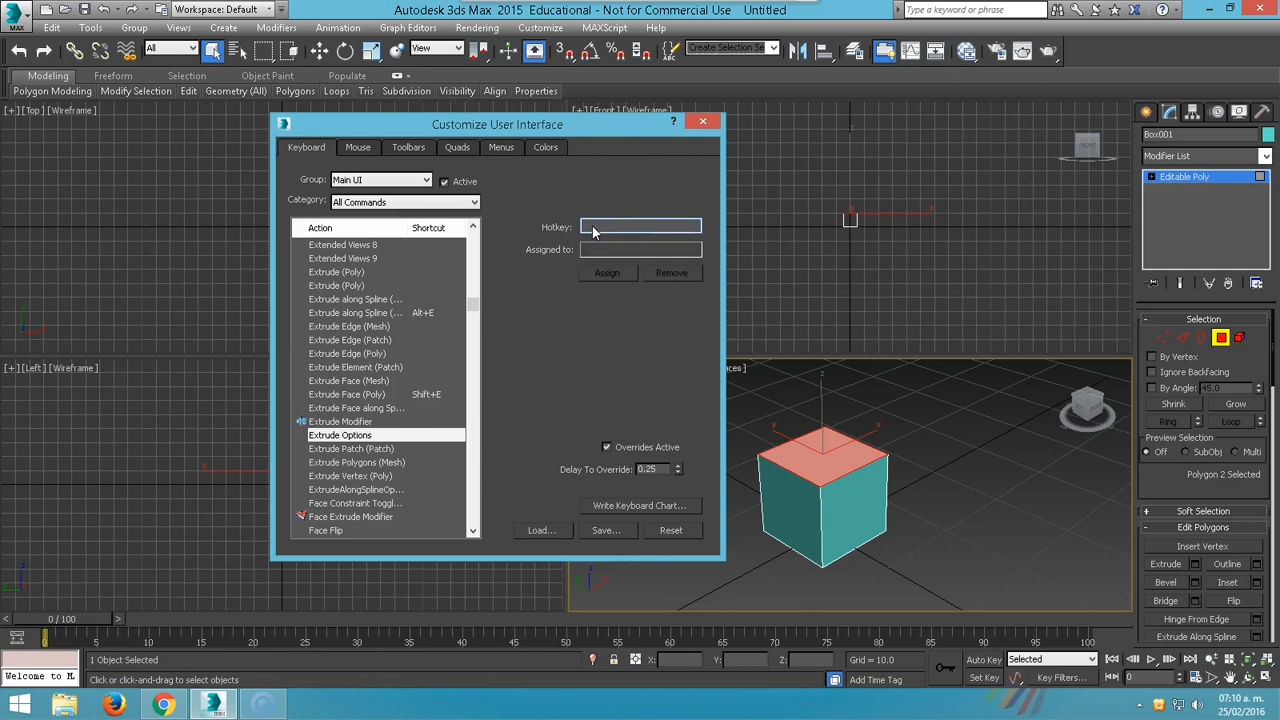 Workspace: Default
Autodesk 3ds Max 2015 Educational - Not for Commercial Use Untitled
Type a keyword or phrase
MAX
Edit Tools Group Views Create Modifiers Animation Graph Editors Rendering Customize MAXScript Help
All
View
Create Selection Se
Modeling Freeform Selection Object Paint Populate
Polygon Modeling Modify Selection Edit Geometry (All) Polygons Loops Tris Subdivision Visibility Align Properties
[+] [Top] [Wireframe]
[+] [Front] [Wireframe]
Customize User Interface
Keyboard Mouse Toolbars Quads Menus Colors
Group: Main UI Active
Category: All Commands
Action Shortcut
Extended Views 8
Extended Views 9
Extrude (Poly)
Extrude (Poly)
Extrude along Spline (...
Extrude along Spline (... Alt+E
Extrude Edge (Mesh)
Extrude Edge (Patch)
Extrude Edge (Poly)
Extrude Element (Patch)
Extrude Face (Mesh)
Extrude Face (Poly) Shift+E
Extrude Face along Sp...
Extrude Modifier
Extrude Options
Extrude Patch (Patch)
Extrude Polygons (Mesh)
Extrude Vertex (Poly)
ExtrudeAlongSplineOp...
Face Constraint Toggl...
Face Extrude Modifier
Face Flip
Hotkey:
Assigned to:
Assign Remove
Overrides Active
Delay To Override: 0.25
Write Keyboard Chart...
Load... Save... Reset
FRONT
[+] [Left] [Wireframe]
aces ]
Box001
Modifier List
Editable Poly
Selection
By Vertex
Ignore Backfacing
By Angle: 45.0
Shrink Grow
Ring Loop
Preview Selection
Off SubObj Multi
Polygon 2 Selected
Soft Selection
Edit Polygons
Insert Vertex
Extrude Outline
Bevel Inset
Bridge Flip
Hinge From Edge
Extrude Along Spline
0 / 100
0 5 10 15 20 25 30 35 40 45 50 55 60 65 70 75 80 85 90 95 100
1 Object Selected X: Y: Z: Grid = 10.0 Auto Key Selected
Welcome to M
Click or click-and-drag to select objects Add Time Tag Set Key Key Filters... 0
07:10 a.m.
25/02/2016